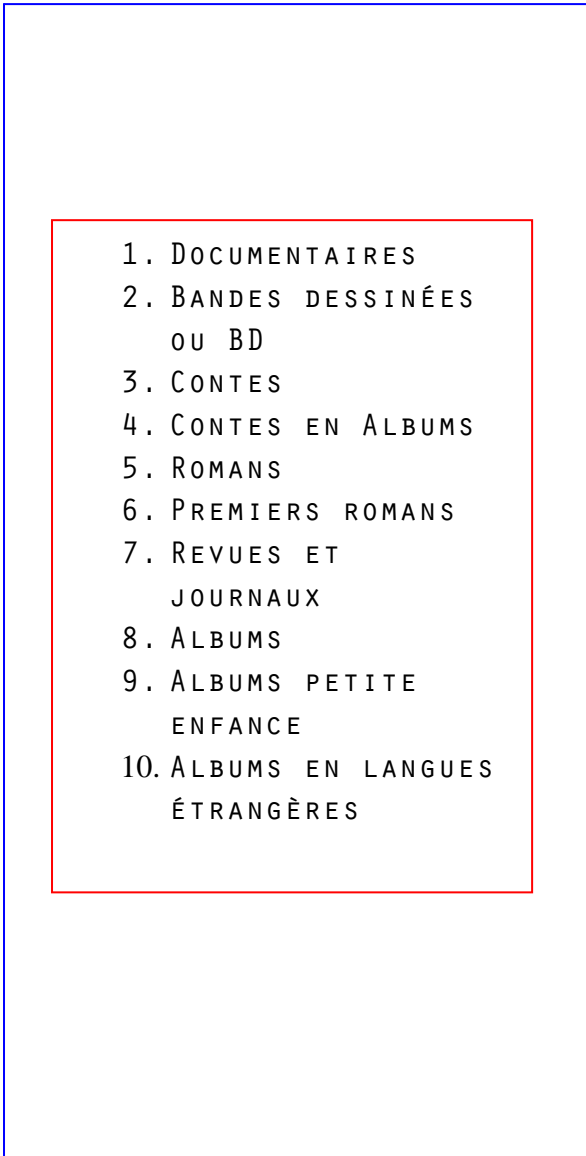 1. Documentaires
2. Bandes dessinées
ou BD
3. Contes
4. Contes en Albums
5. Romans
6. Premiers romans
7. Revues et
journaux
8. Albums
9. Albums petite
enfance
10. Albums en langues
étrangères